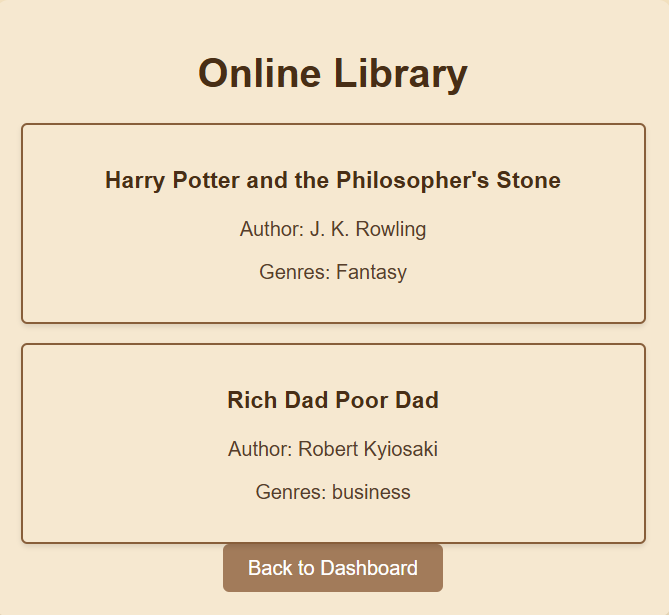 Online Library
Harry Potter and the Philosopher's Stone
Author: J. K. Rowling
Genres: Fantasy
Rich Dad Poor Dad
Author: Robert Kyiosaki
Genres: business
Back to Dashboard